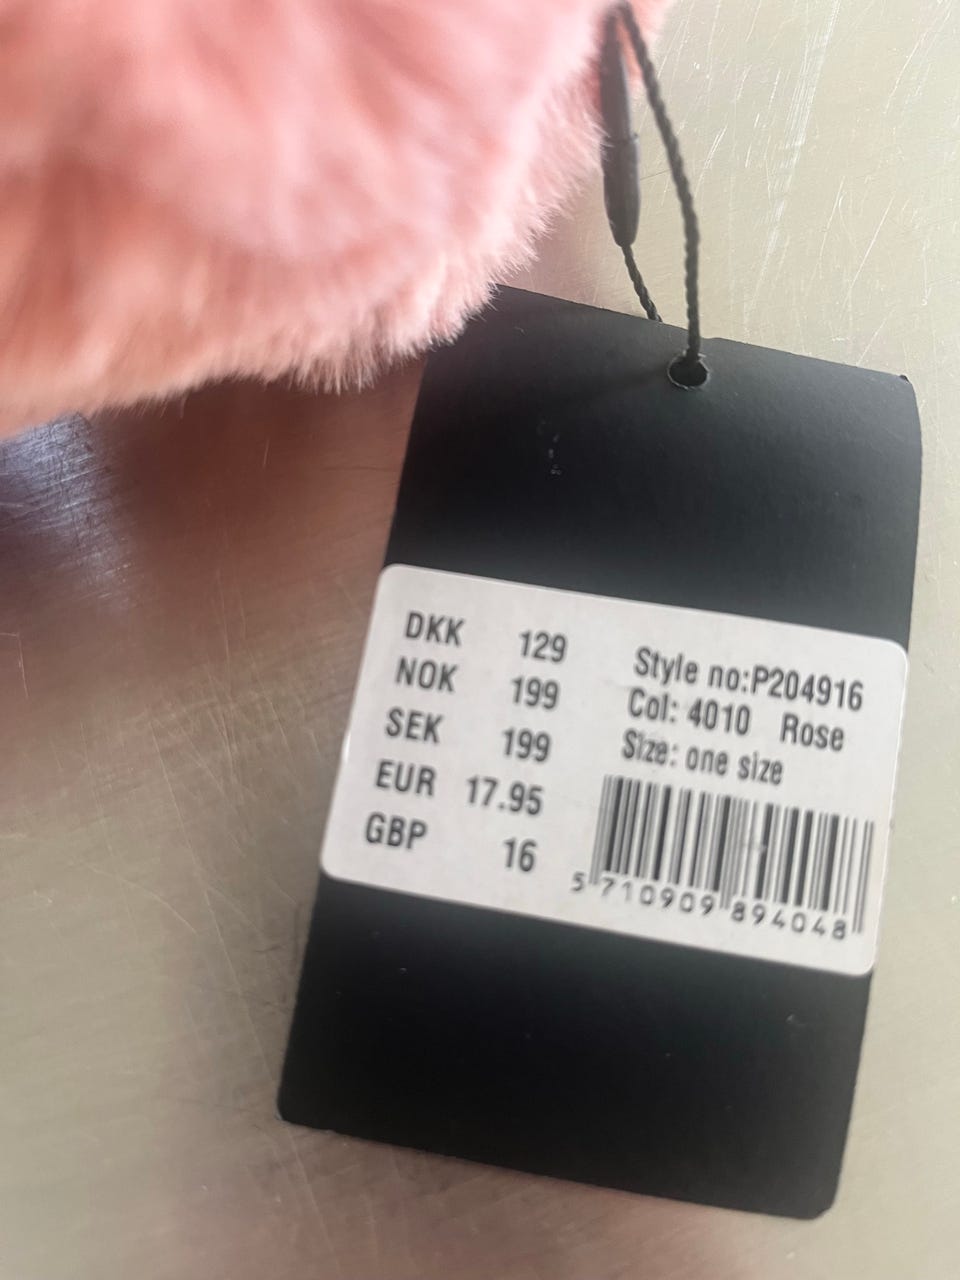 DKK 129
NOK 199
SEK 199
EUR 17.95
GBP 16
Style no:P204916
Col: 4010 Rose
Size: one size
5 710909 894048